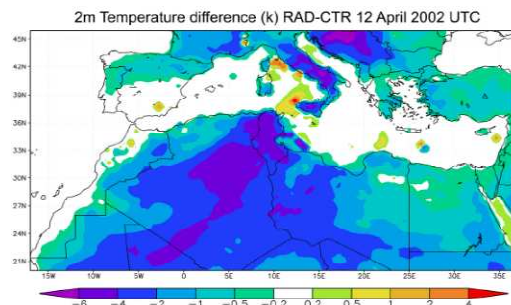 2m Temperature difference (k) RAD-CTR 12 April 2002 UTC
45N
42N
39N
36N
33N
30N
27N
24N
21N
15W 10W 5W 0 5E 10E 15E 20E 25E 30E 35E
-6 -4 -2 -1 -0.5 -0.2 0.2 0.5 1 2 4